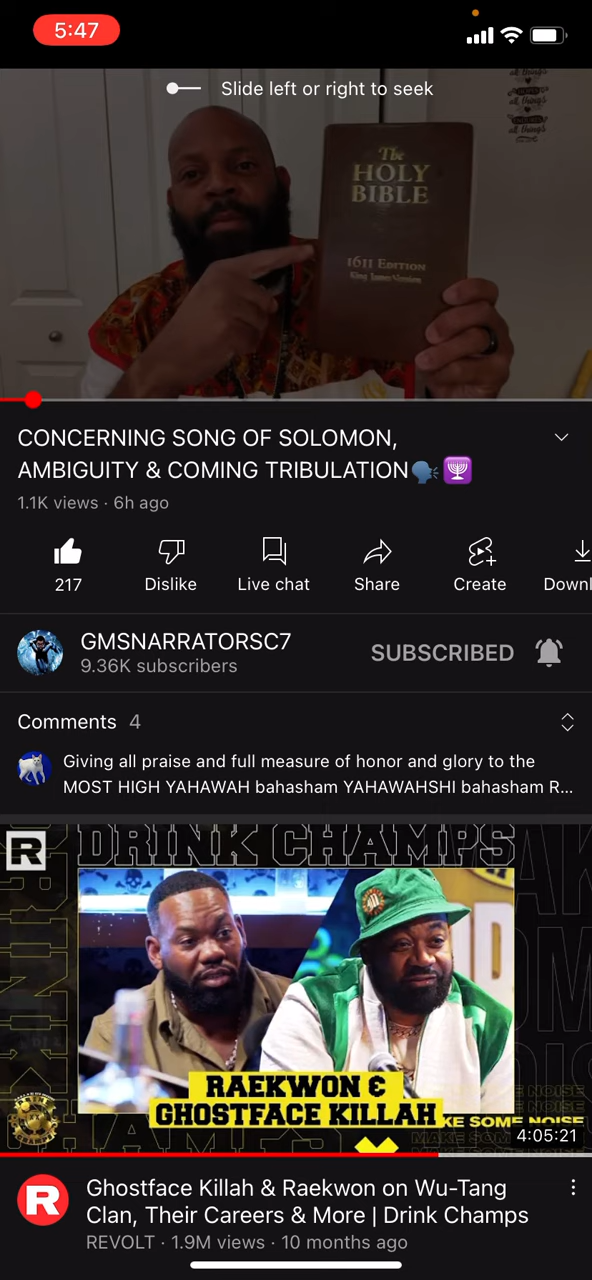 5:47
Slide left or right to seek
The
HOLY
BIBLE
1611 EDITION
King James Version
CONCERNING SONG OF SOLOMON,
AMBIGUITY & COMING TRIBULATION🗣️🕎
1.1K views · 6h ago
217
Dislike
Live chat
Share
Create
Downl
GMSNARRATORSC7
9.36K subscribers
SUBSCRIBED
Comments 4
Giving all praise and full measure of honor and glory to the
MOST HIGH YAHAWAH bahasham YAHAWAHSHI bahasham R...
R
DRINK CHAMPS
RAEKWON &
GHOSTFACE KILLAH
KE SOME NOISE
4:05:21
R
Ghostface Killah & Raekwon on Wu-Tang
Clan, Their Careers & More | Drink Champs
REVOLT · 1.9M views · 10 months ago